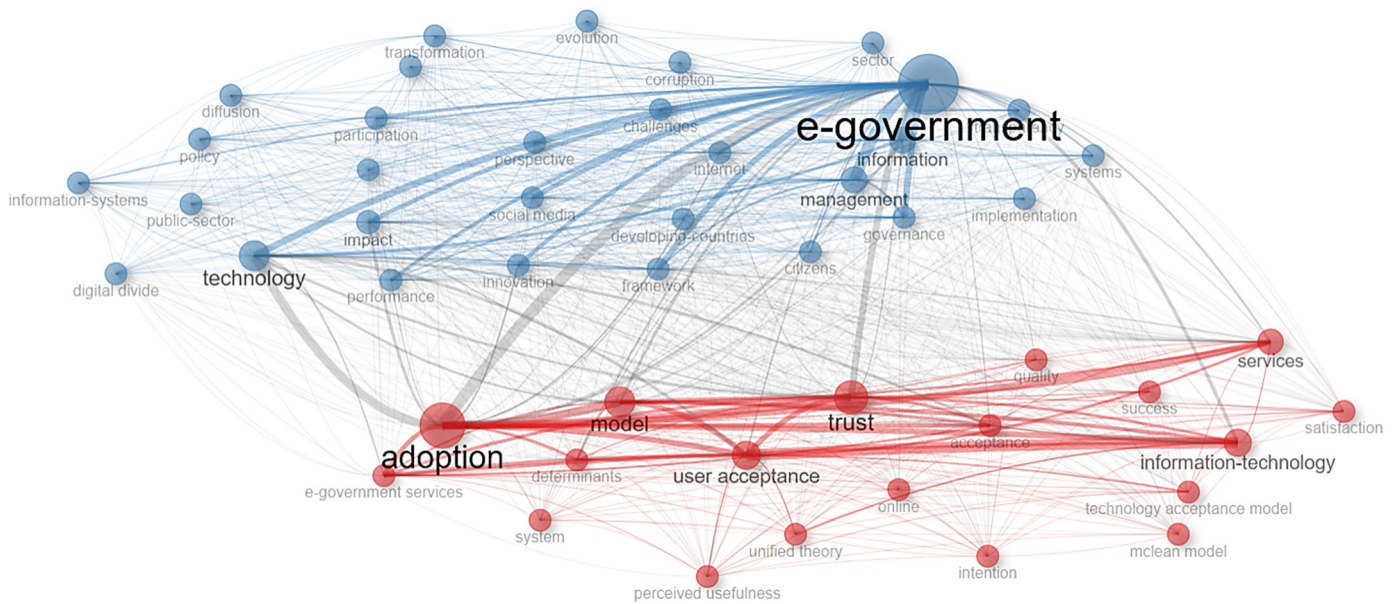 evolution
transformation
sector
corruption
diffusion
challenges
e-government
participation
policy
perspective
information
internet
systems
information-systems
management
public-sector
social media
implementation
impact
developing-countries
governance
technology
citizens
innovation
framework
digital divide
performance
services
quality
success
model
trust
satisfaction
acceptance
adoption
information-technology
determinants
user acceptance
e-government services
online
technology acceptance model
system
unified theory
mclean model
intention
perceived usefulness